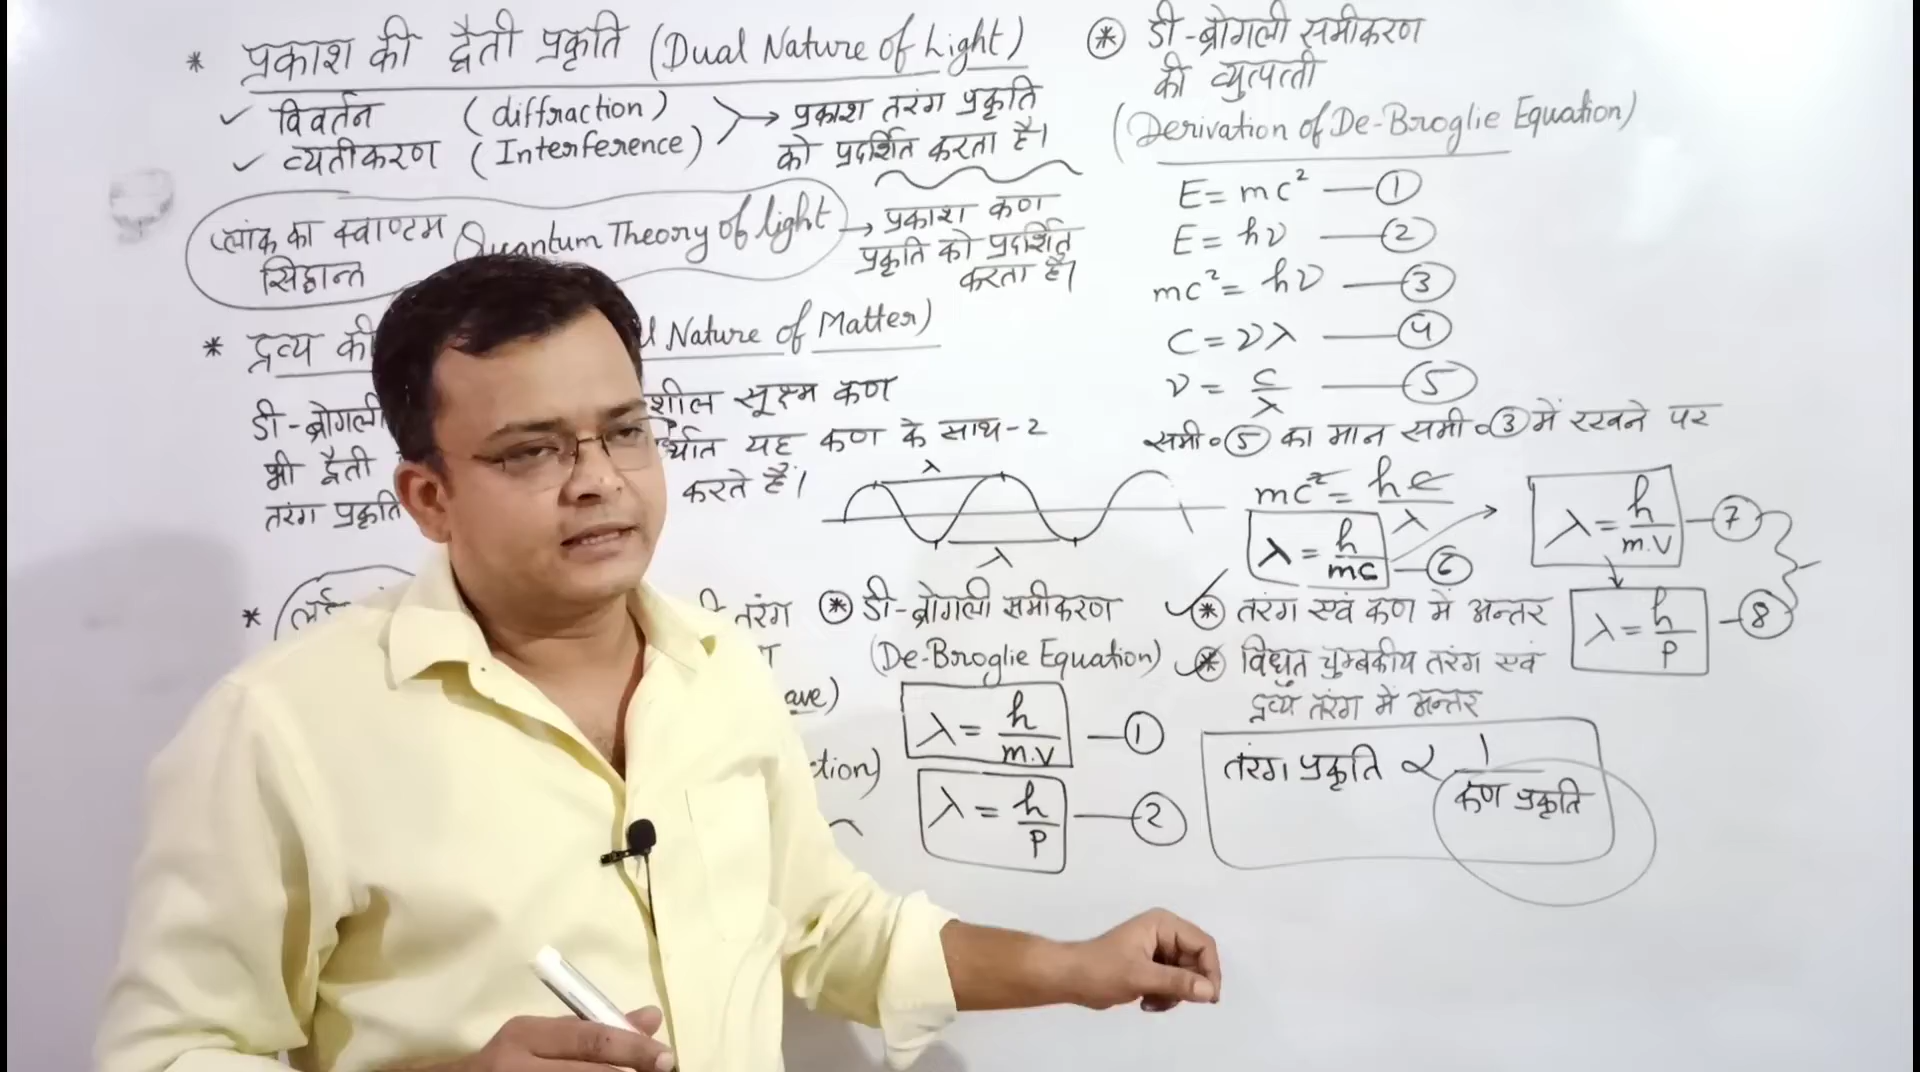 * प्रकाश की द्वैती प्रकृति (Dual Nature of Light)
✓ विवर्तन (diffraction)
✓ व्यतीकरण (Interference)
→ प्रकाश तरंग प्रकृति
को प्रदर्शित करता है।
प्लांक का क्वाण्टम
सिद्धान्त
Quantum Theory of light
→ प्रकाश कण
प्रकृति को प्रदर्शित
करता है।
* द्रव्य की
Nature of Matter)
डी-ब्रोगली
शील सूक्ष्म कण
भी द्वैती
यह कण के साथ-2
तरंग प्रकृति
करते हैं।
λ
λ
*
तरंग
ave)
ction)
⊛ डी-ब्रोगली समीकरण
(De-Broglie Equation)
λ = h/m.v —①
λ = h/p —②
⊛ डी-ब्रोगली समीकरण
की व्युत्पत्ती
(Derivation of De-Broglie Equation)
E = mc² —①
E = hν —②
mc² = hν —③
C = νλ —④
ν = c/λ —⑤
समी॰⑤ का मान समी॰③ में रखने पर
mc² = hc/λ
λ = h/mc —⑥
λ = h/m.v —⑦
λ = h/p —⑧
⊛ तरंग एवं कण में अन्तर
⊛ विधुत चुम्बकीय तरंग एवं
द्रव्य तरंग में अन्तर
तरंग प्रकृति ∝ 1/कण प्रकृति